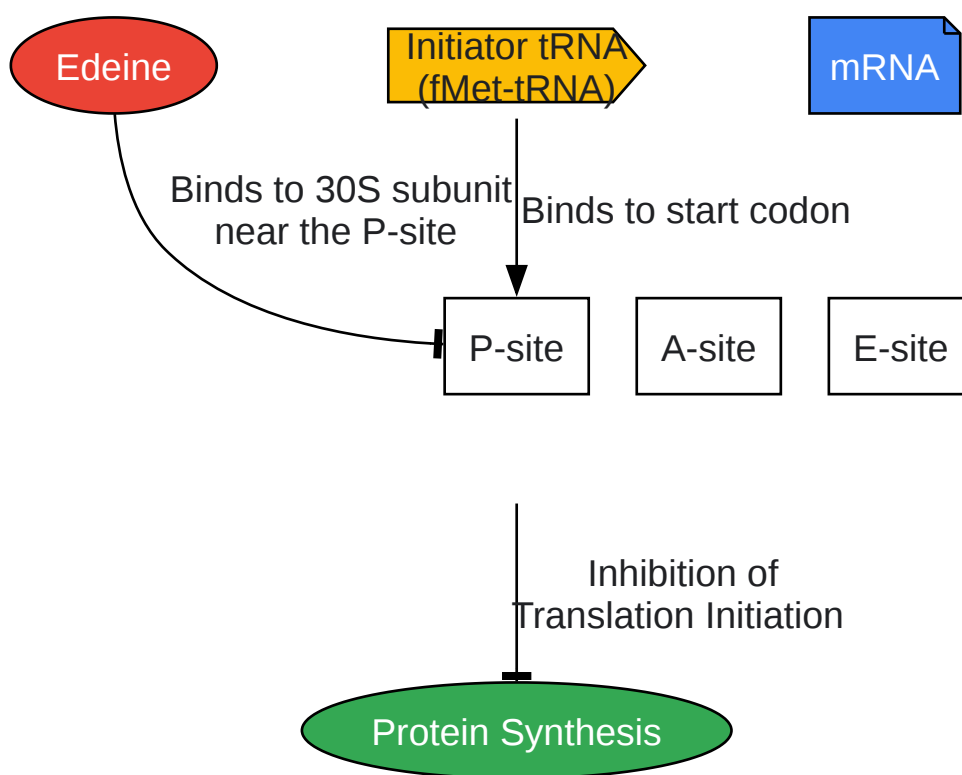 Edeine
Initiator tRNA
(fMet-tRNA)
mRNA
Binds to 30S subunit
near the P-site
Binds to start codon
P-site
A-site
E-site
Inhibition of
Translation Initiation
Protein Synthesis